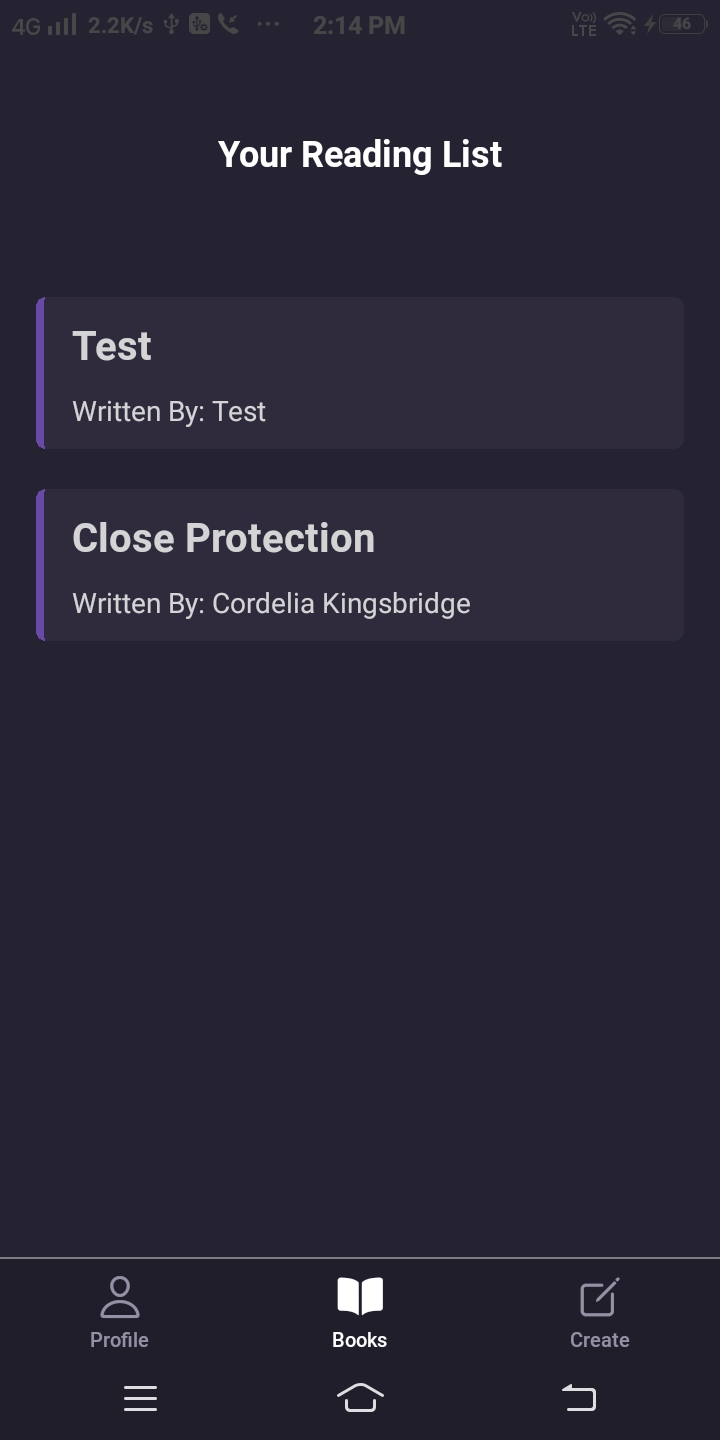 4G 2.2K/s ... 2:14 PM Vo)) LTE 46
Your Reading List
Test
Written By: Test
Close Protection
Written By: Cordelia Kingsbridge
Profile Books Create